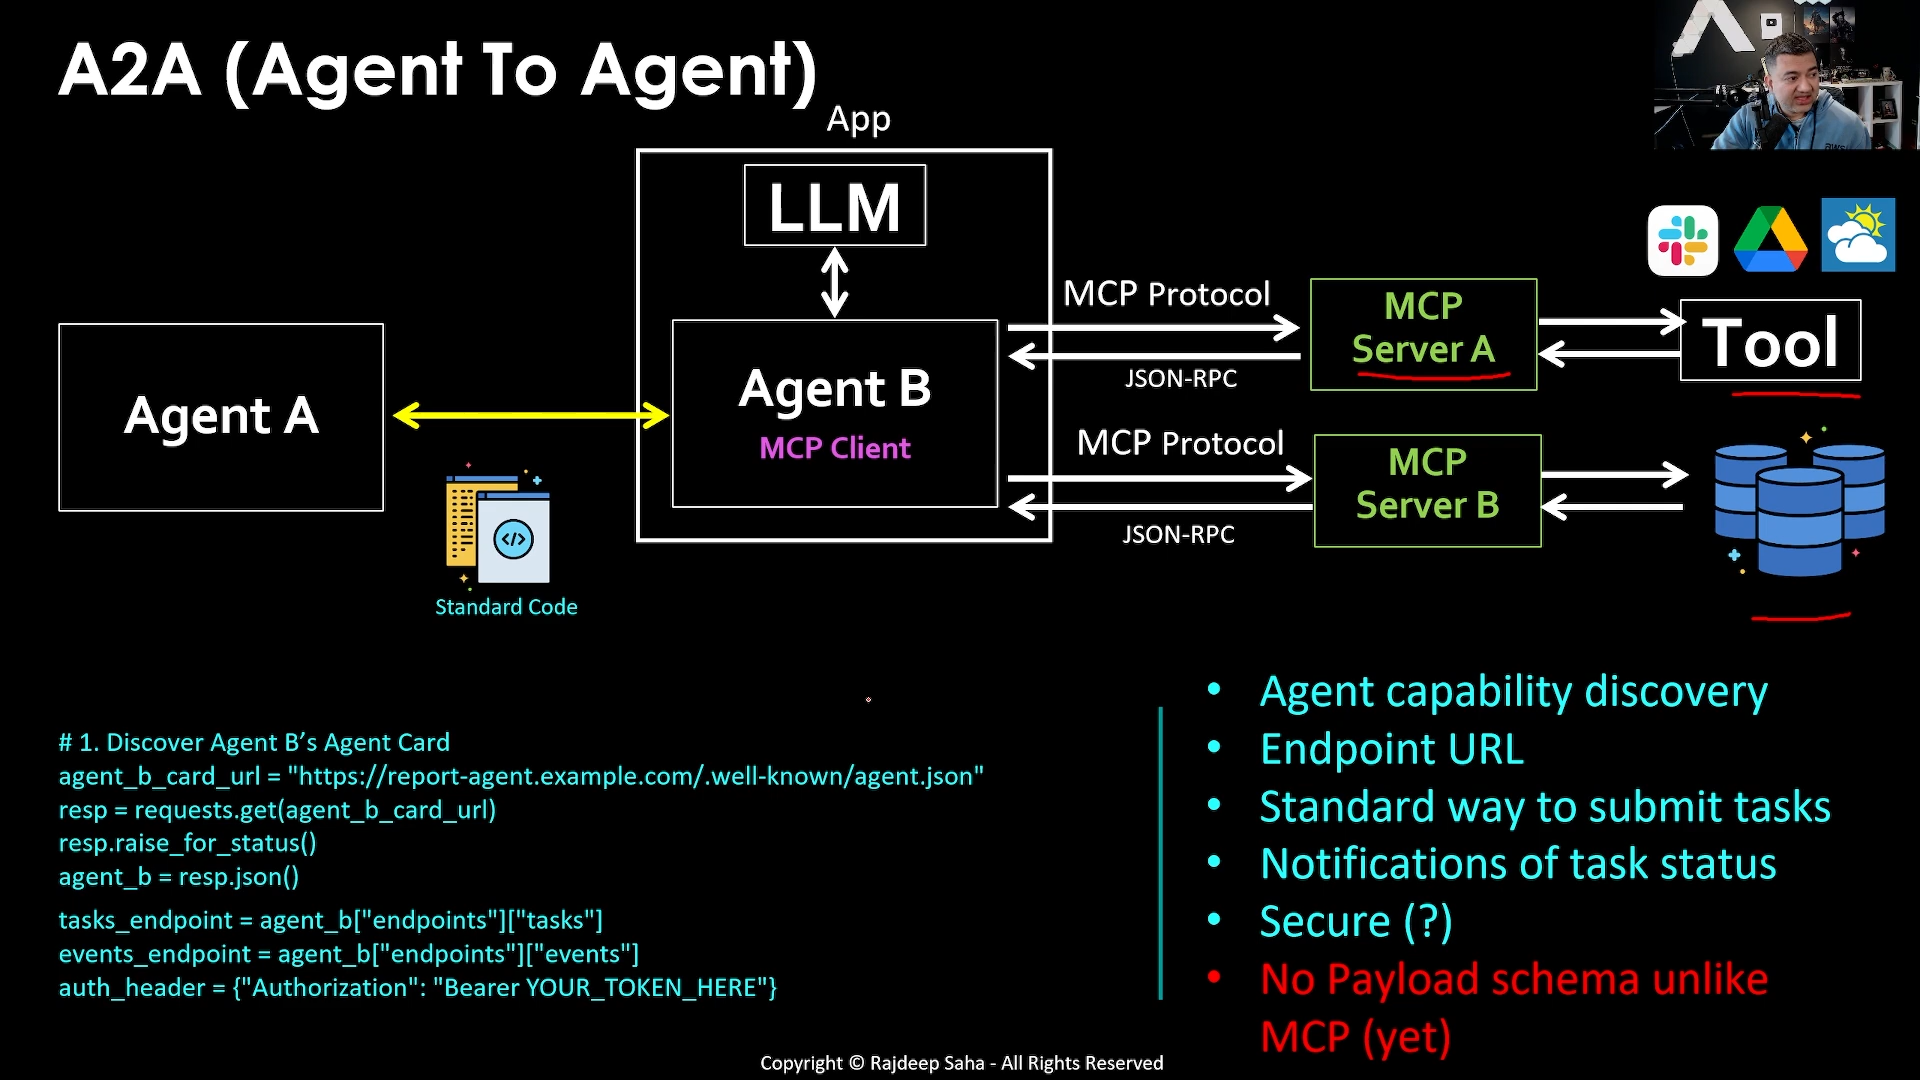 A2A (Agent To Agent)
App
LLM
Agent A
Agent B
MCP Client
MCP Protocol
JSON-RPC
MCP Protocol
JSON-RPC
MCP
Server A
MCP
Server B
Tool
</>
Standard Code
# 1. Discover Agent B’s Agent Card
agent_b_card_url = "https://report-agent.example.com/.well-known/agent.json"
resp = requests.get(agent_b_card_url)
resp.raise_for_status()
agent_b = resp.json()
tasks_endpoint = agent_b["endpoints"]["tasks"]
events_endpoint = agent_b["endpoints"]["events"]
auth_header = {"Authorization": "Bearer YOUR_TOKEN_HERE"}
• Agent capability discovery
• Endpoint URL
• Standard way to submit tasks
• Notifications of task status
• Secure (?)
• No Payload schema unlike
MCP (yet)
Copyright © Rajdeep Saha - All Rights Reserved